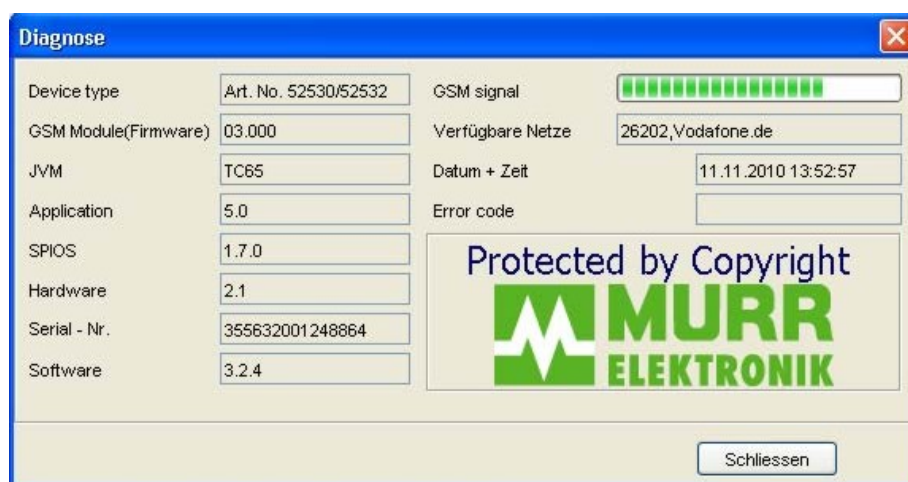 Diagnose
Device type Art. No. 52530/52532
GSM Module(Firmware) 03.000
JVM TC65
Application 5.0
SPIOS 1.7.0
Hardware 2.1
Serial - Nr. 355632001248864
Software 3.2.4
GSM signal
Verfügbare Netze 26202,Vodafone.de
Datum + Zeit 11.11.2010 13:52:57
Error code
Protected by Copyright
MURR
ELEKTRONIK
Schliessen